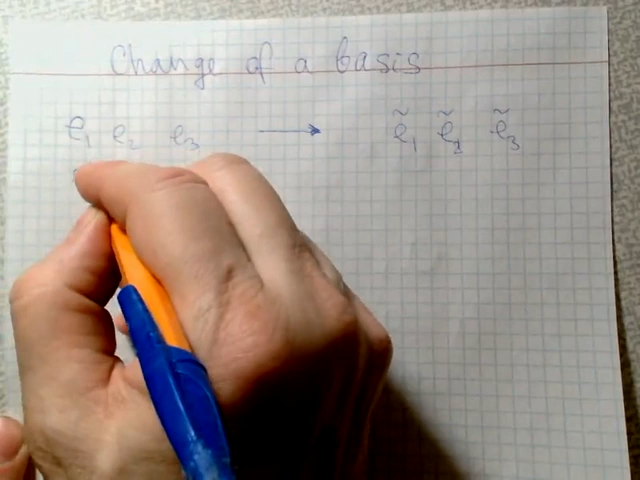 Change of a basis
e₁ e₂ e₃ → ẽ₁ ẽ₂ ẽ₃